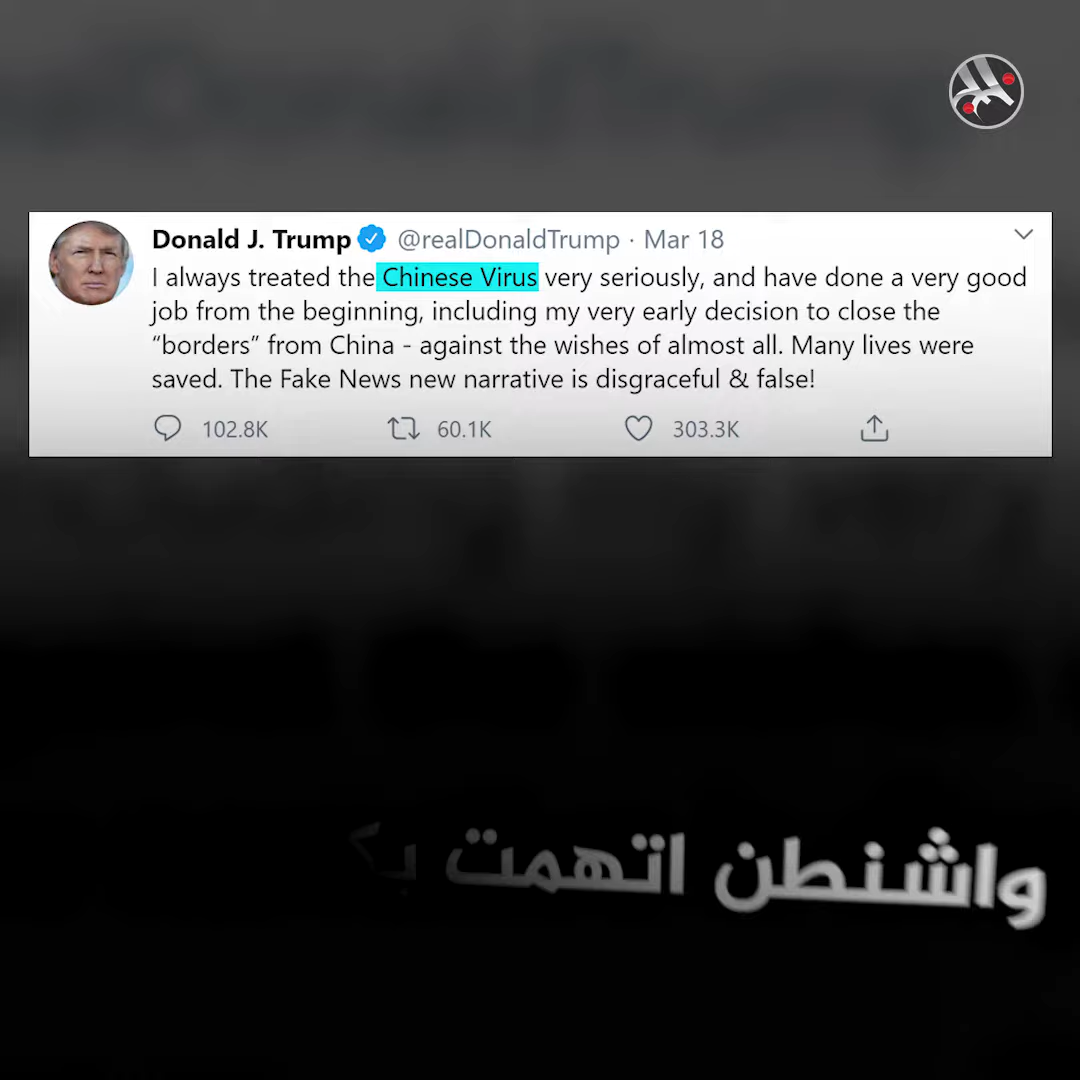 Donald J. Trump @realDonaldTrump · Mar 18
I always treated the Chinese Virus very seriously, and have done a very good
job from the beginning, including my very early decision to close the
“borders” from China - against the wishes of almost all. Many lives were
saved. The Fake News new narrative is disgraceful & false!
102.8K 60.1K 303.3K
واشنطن اتهمت